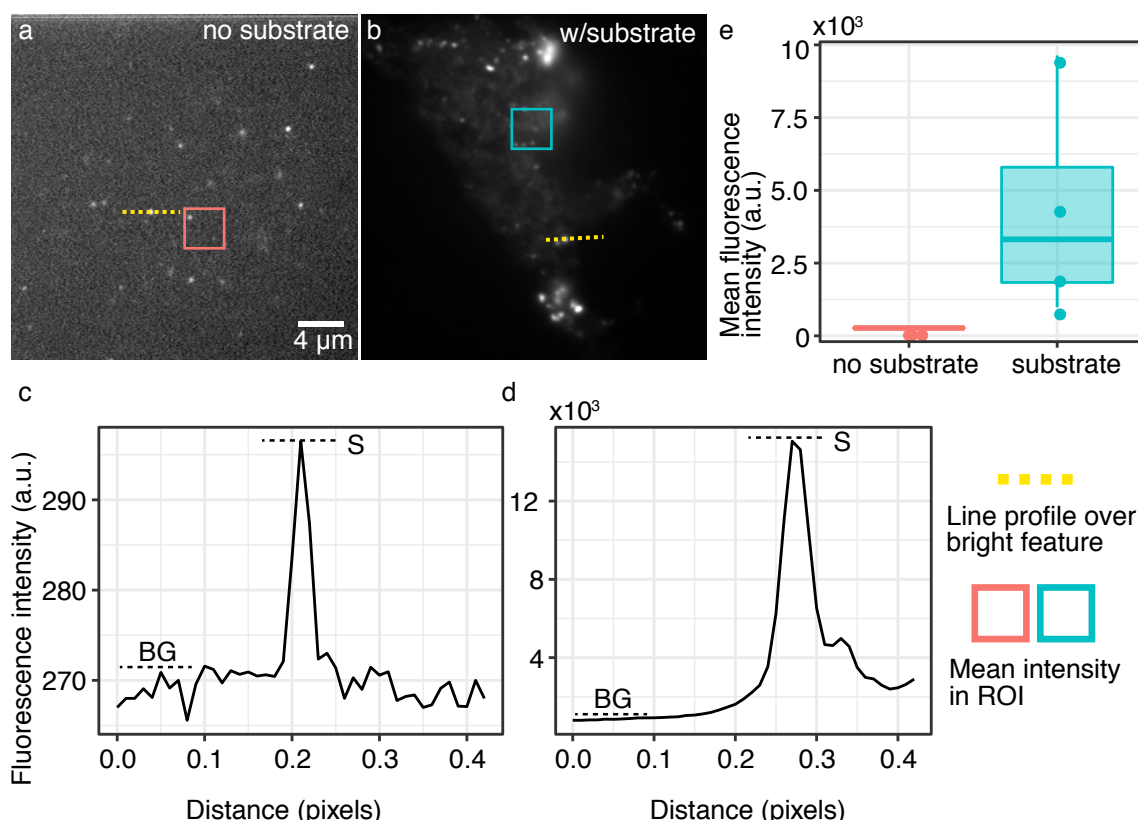 a
no substrate
4 µm
b
w/substrate
e
x10³
Mean fluorescence
intensity (a.u.)
10
7.5
5.0
2.5
0
no substrate
substrate
c
Fluorescence intensity (a.u.)
290
280
270
S
BG
0.0
0.1
0.2
0.3
0.4
Distance (pixels)
d
x10³
12
8
4
S
BG
0.0
0.1
0.2
0.3
0.4
Distance (pixels)
Line profile over
bright feature
Mean intensity
in ROI